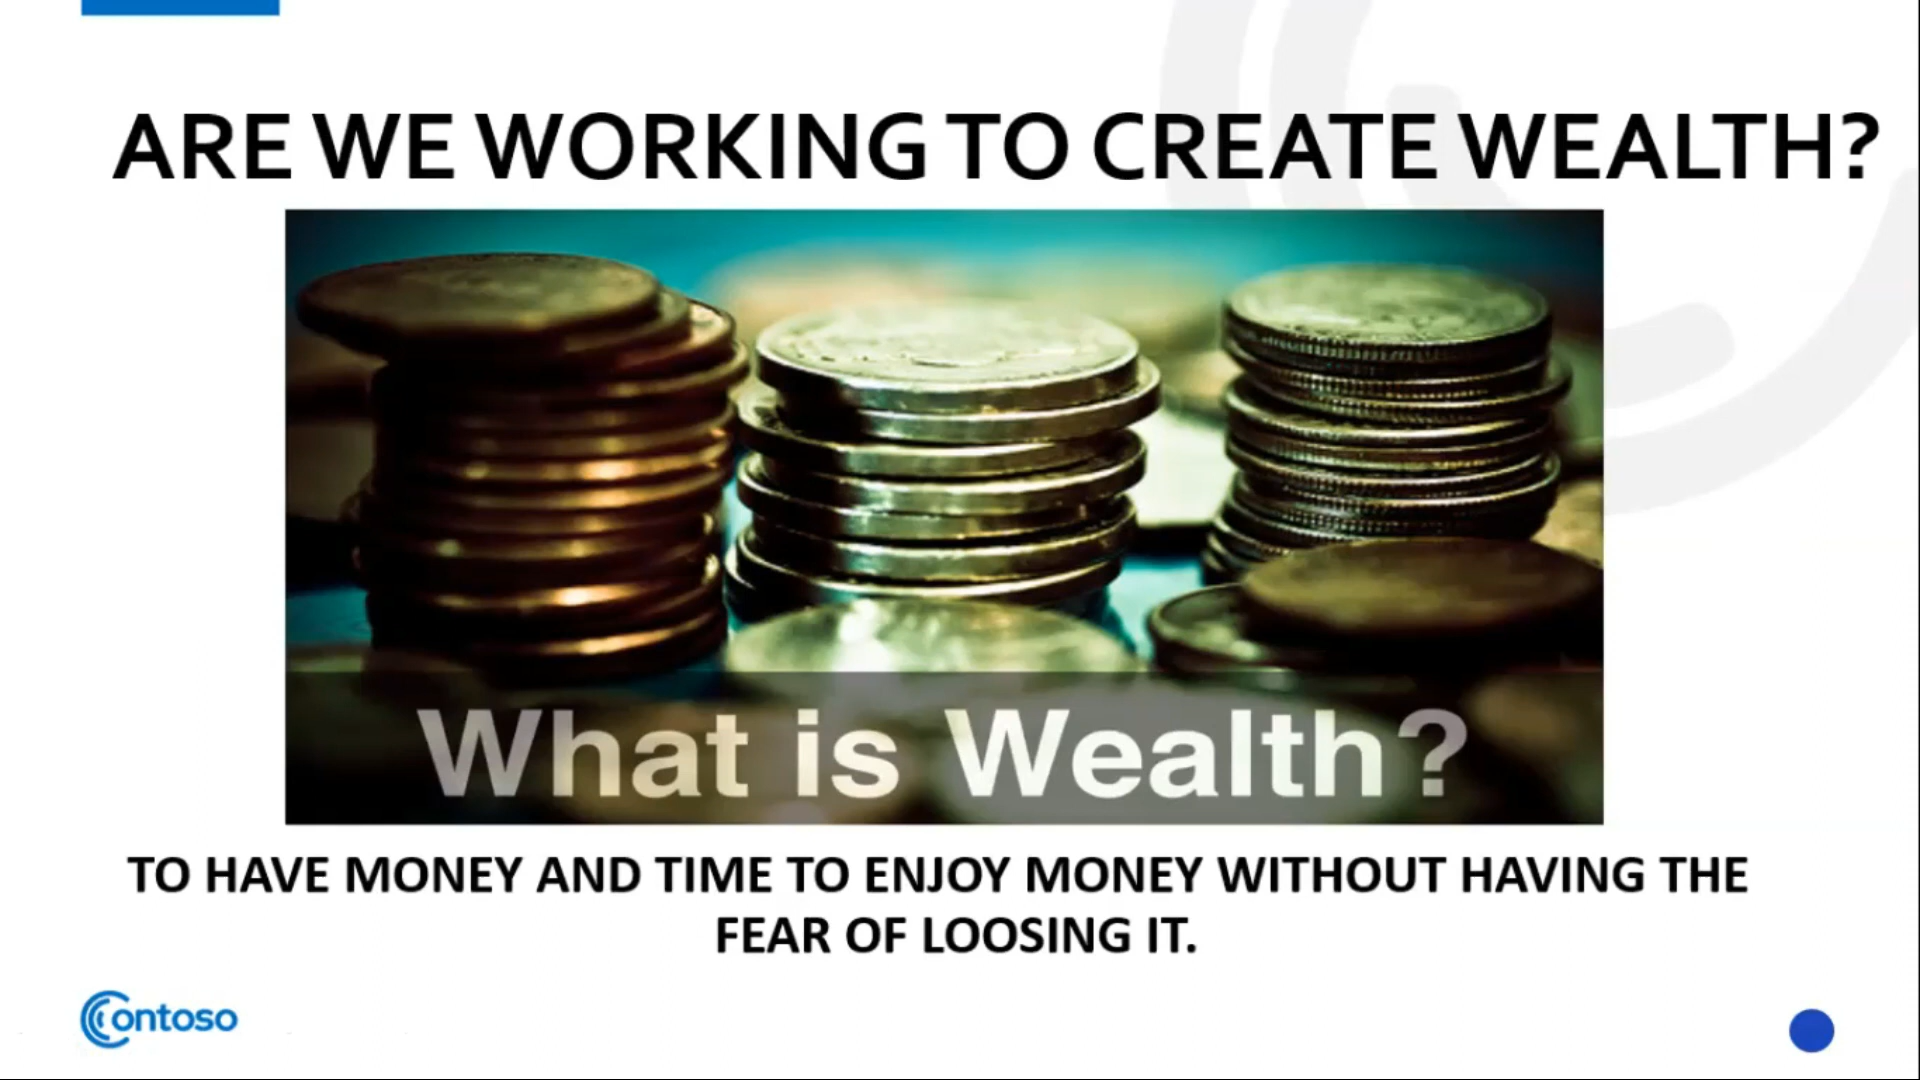 ARE WE WORKING TO CREATE WEALTH?
What is Wealth?
TO HAVE MONEY AND TIME TO ENJOY MONEY WITHOUT HAVING THE
FEAR OF LOOSING IT.
Contoso